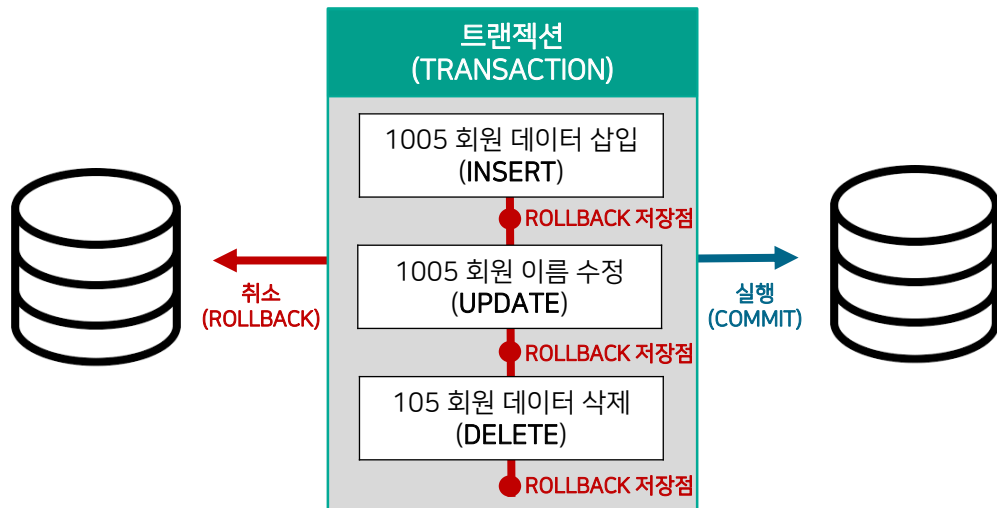 트랜젝션
(TRANSACTION)
1005 회원 데이터 삽입
(INSERT)
ROLLBACK 저장점
취소
(ROLLBACK)
1005 회원 이름 수정
(UPDATE)
실행
(COMMIT)
ROLLBACK 저장점
105 회원 데이터 삭제
(DELETE)
ROLLBACK 저장점